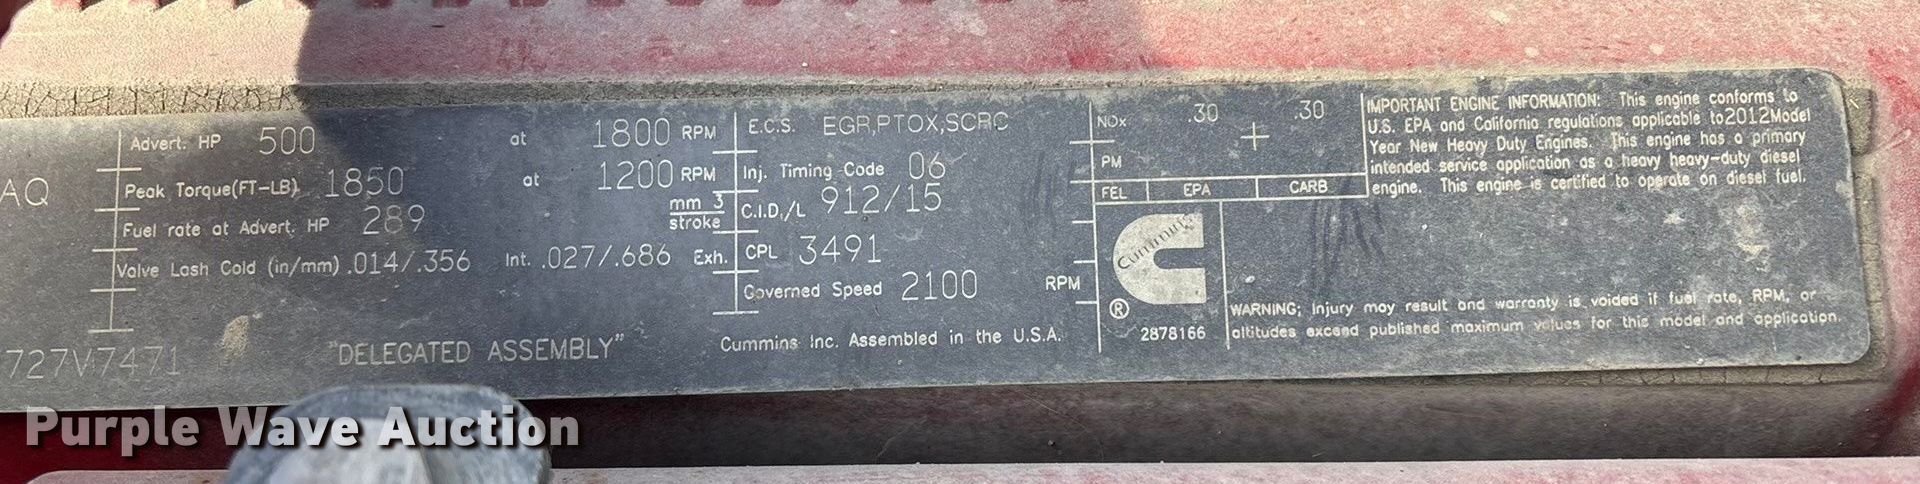 AQ
727V7471
Advert. HP 500 at 1800 RPM
Peak Torque(FT-LB) 1850 at 1200 RPM
Fuel rate at Advert. HP 289 mm 3
stroke
Valve Lash Cold (in/mm) .014/.356 Int. .027/.686 Exh.
"DELEGATED ASSEMBLY"
E.C.S. EGR,PTOX,SCRC
Inj. Timing Code 06
C.I.D./L 912/15
CPL 3491
Governed Speed 2100 RPM
Cummins Inc. Assembled in the U.S.A.
NOx .30 + .30
PM
FEL EPA CARB
Cummins
®
2878166
IMPORTANT ENGINE INFORMATION: This engine conforms to
U.S. EPA and California regulations applicable to2012Model
Year New Heavy Duty Engines. This engine has a primary
intended service application as a heavy heavy-duty diesel
engine. This engine is certified to operate on diesel fuel.
WARNING; Injury may result and warranty is voided if fuel rate, RPM, or
altitudes exceed published maximum values for this model and application.
Purple Wave Auction